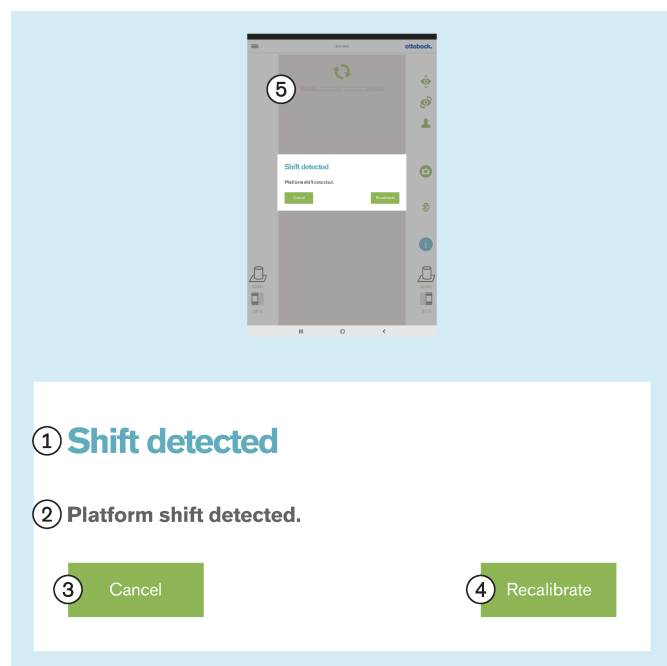 ottobock.
5
Shift detected
Platform shift detected.
Cancel
Recalibrate
1 Shift detected
2 Platform shift detected.
3 Cancel
4 Recalibrate